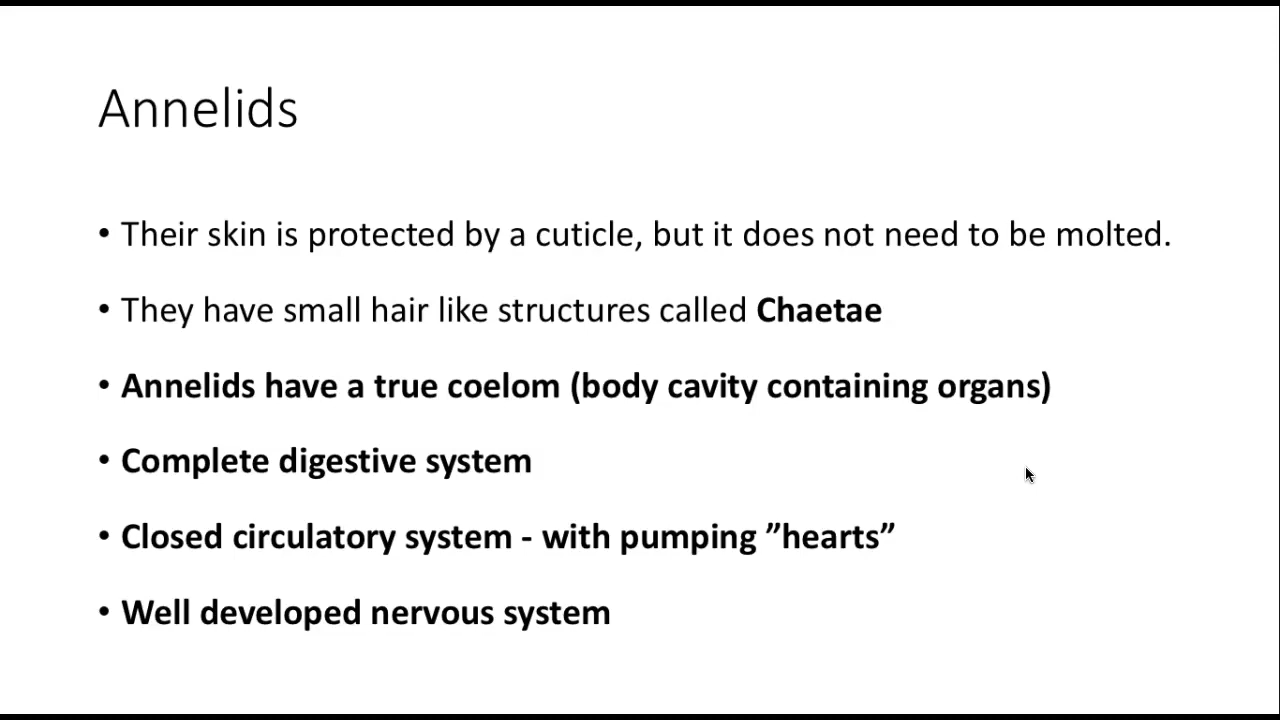 Annelids
• Their skin is protected by a cuticle, but it does not need to be molted.
• They have small hair like structures called Chaetae
• Annelids have a true coelom (body cavity containing organs)
• Complete digestive system
• Closed circulatory system - with pumping ”hearts”
• Well developed nervous system